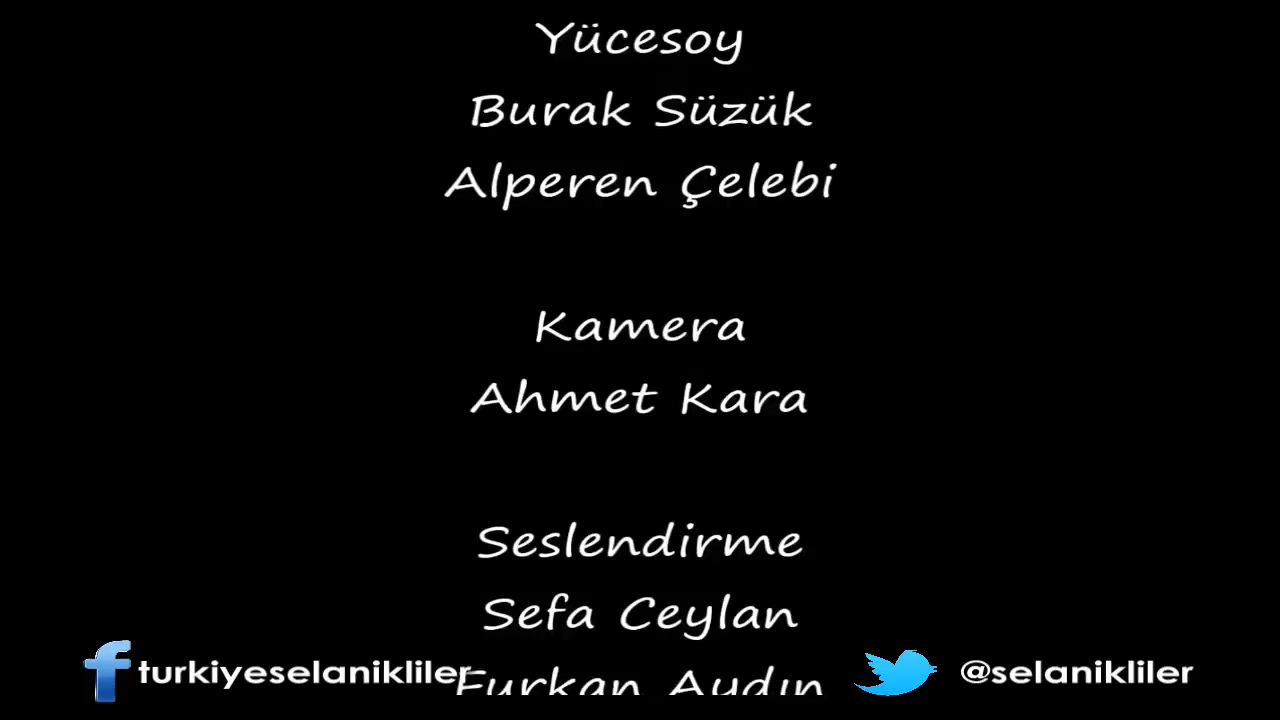 Yücesoy
Burak Süzük
Alperen Çelebi
Kamera
Ahmet Kara
Seslendirme
Sefa Ceylan
Furkan Aydın
turkiyeselanikliler
@selanikliler